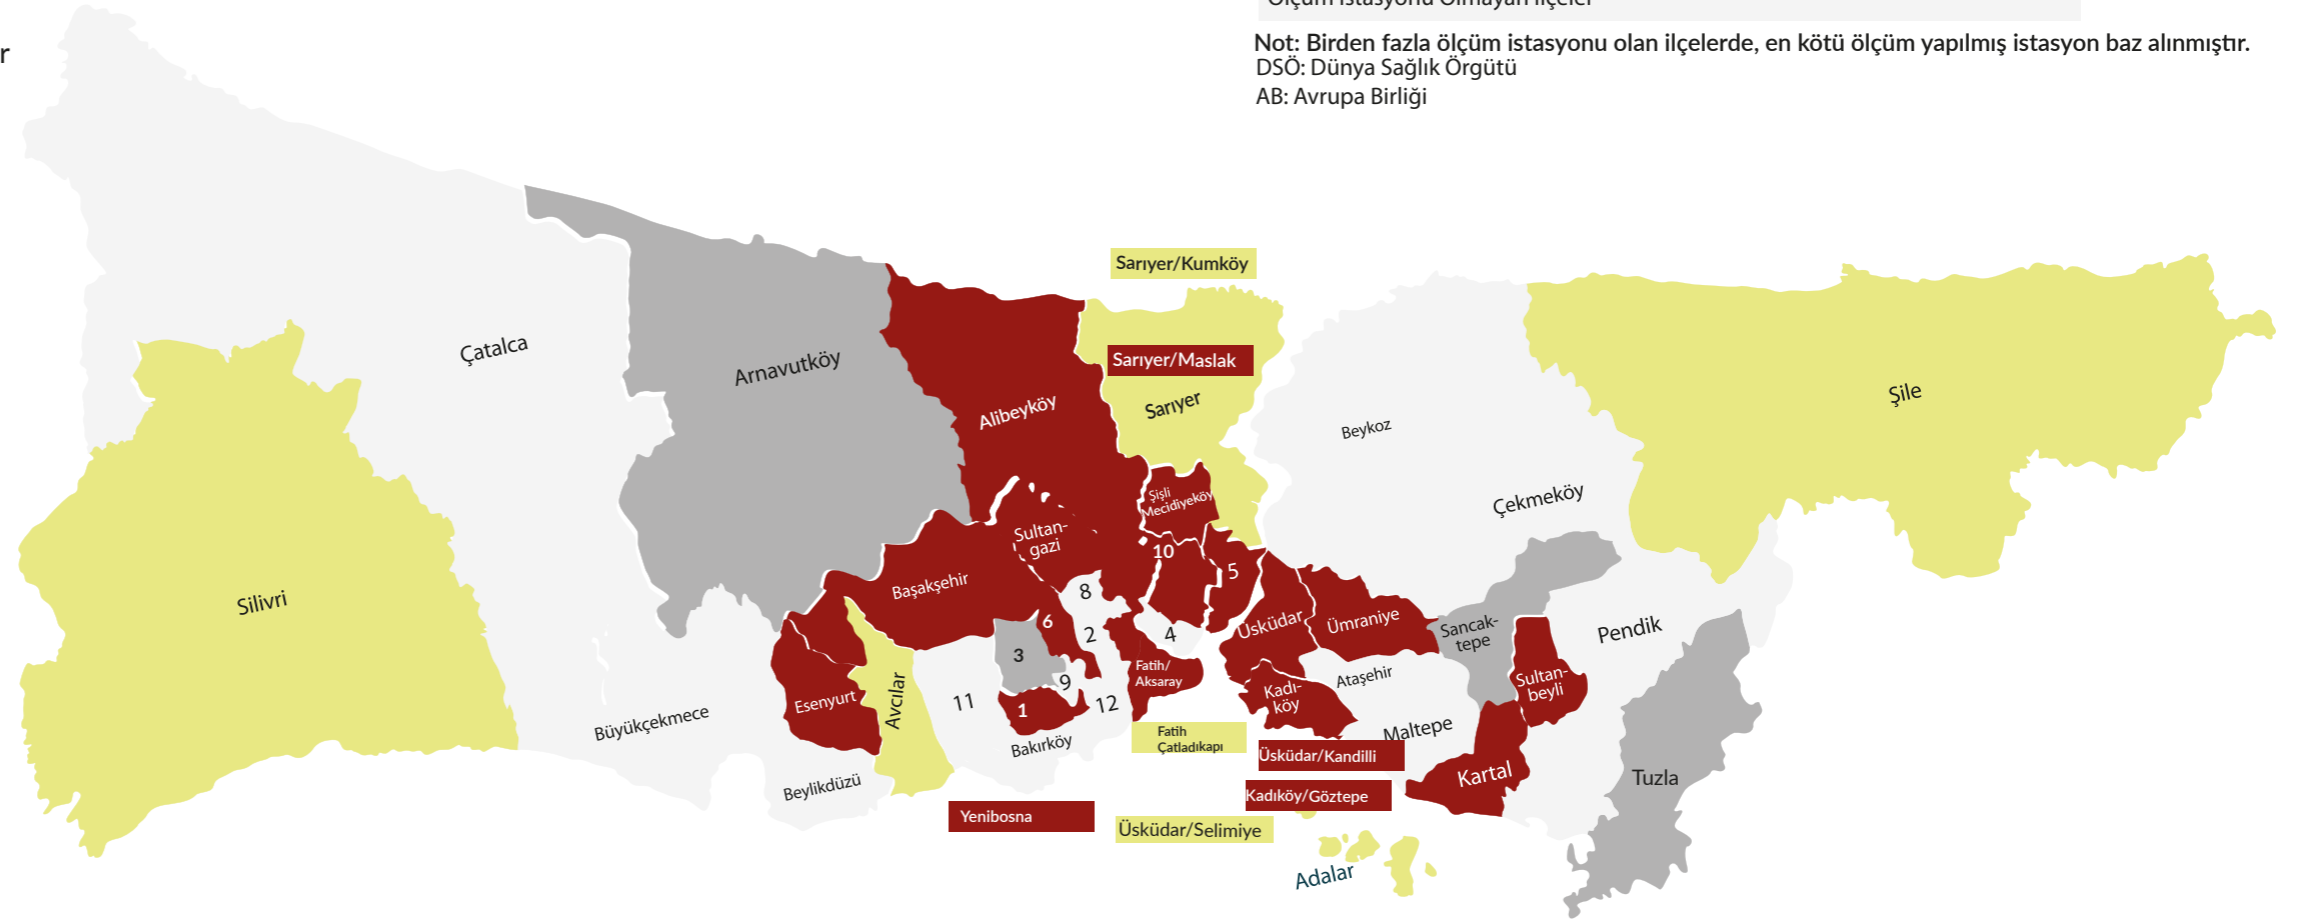 Ölçüm İstasyonu Olmayan İlçeler
r
Not: Birden fazla ölçüm istasyonu olan ilçelerde, en kötü ölçüm yapılmış istasyon baz alınmıştır.
DSÖ: Dünya Sağlık Örgütü
AB: Avrupa Birliği
Sarıyer/Kumköy
Çatalca
Arnavutköy
Sarıyer/Maslak
Alibeyköy
Sarıyer
Beykoz
Şile
Şişli
Mecidiyeköy
Çekmeköy
Sultan-
gazi
10
5
Başakşehir
8
Silivri
6
2
4
Üsküdar
Ümraniye
Sancak-
tepe
Pendik
3
Fatih/
Aksaray
9
Ataşehir
Sultan-
beyli
Esenyurt
Avcılar
11
1
12
Kadı-
köy
Büyükçekmece
Bakırköy
Fatih
Çatladıkapı
Maltepe
Üsküdar/Kandilli
Kartal
Tuzla
Beylikdüzü
Kadıköy/Göztepe
Yenibosna
Üsküdar/Selimiye
Adalar